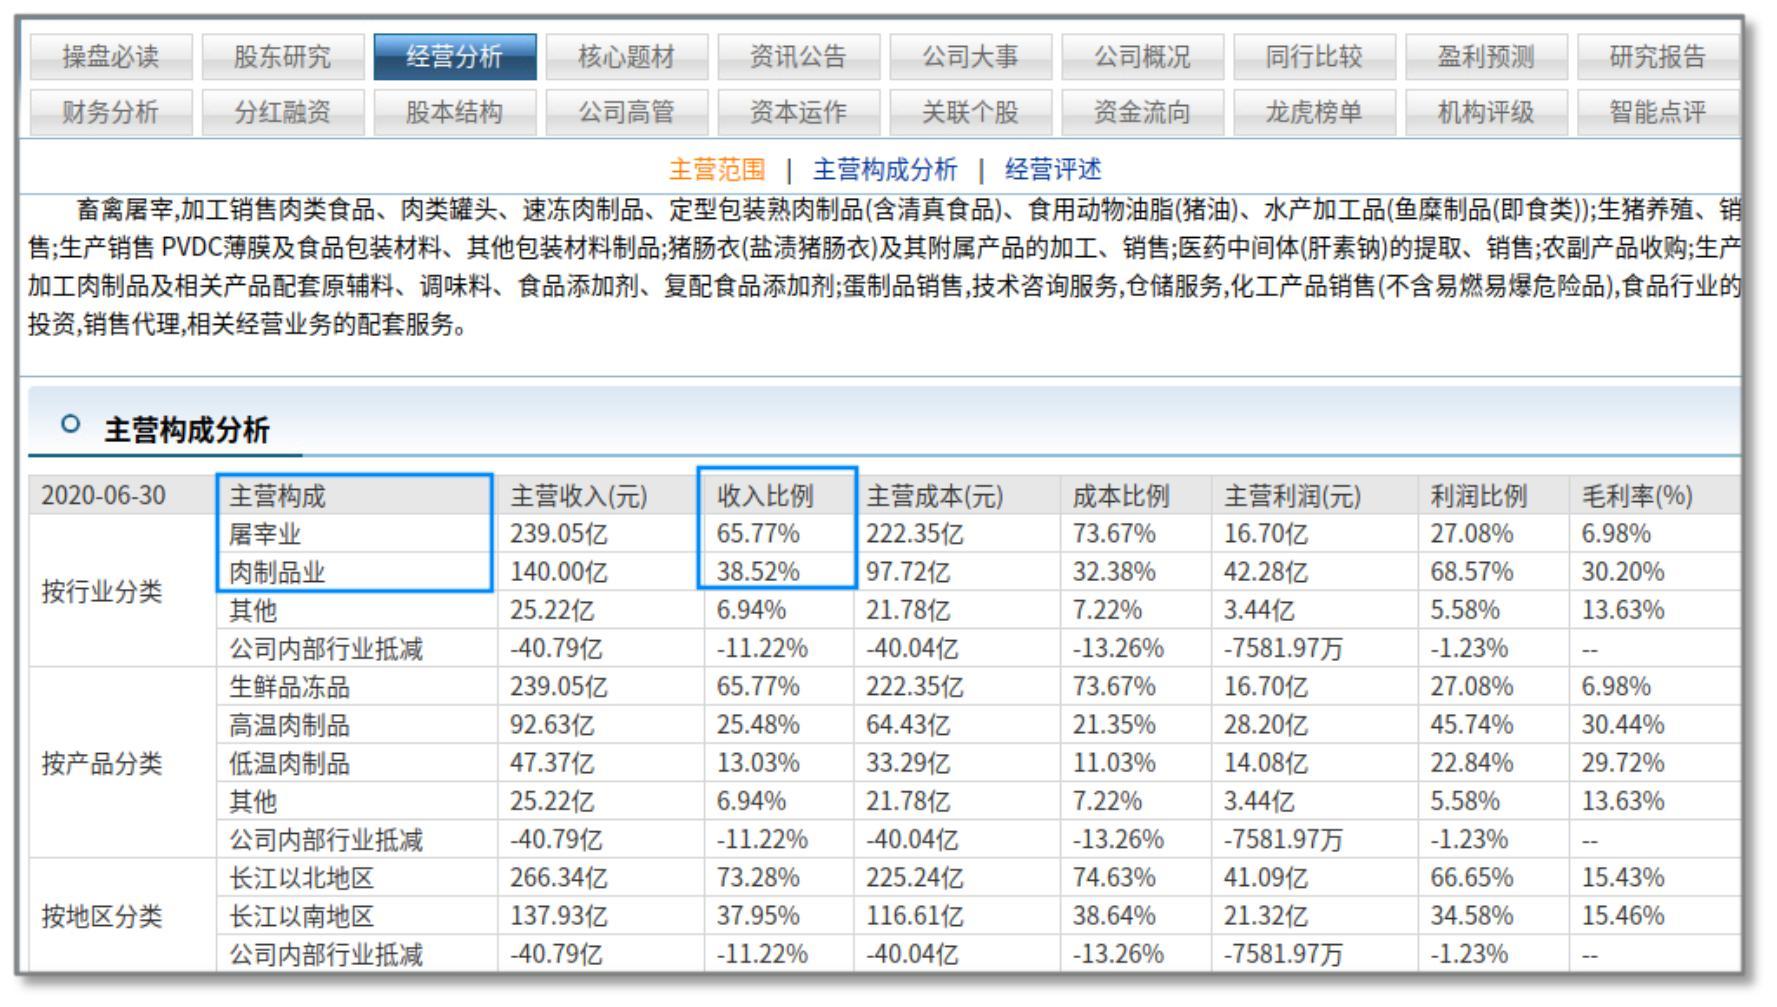 操盘必读 股东研究 经营分析 核心题材 资讯公告 公司大事 公司概况 同行比较 盈利预测 研究报告
财务分析 分红融资 股本结构 公司高管 资本运作 关联个股 资金流向 龙虎榜单 机构评级 智能点评
主营范围 | 主营构成分析 | 经营评述
畜禽屠宰,加工销售肉类食品、肉类罐头、速冻肉制品、定型包装熟肉制品(含清真食品)、食用动物油脂(猪油)、水产加工品(鱼糜制品(即食类));生猪养殖、销
售;生产销售 PVDC薄膜及食品包装材料、其他包装材料制品;猪肠衣(盐渍猪肠衣)及其附属产品的加工、销售;医药中间体(肝素钠)的提取、销售;农副产品收购;生产
加工肉制品及相关产品配套原辅料、调味料、食品添加剂、复配食品添加剂;蛋制品销售,技术咨询服务,仓储服务,化工产品销售(不含易燃易爆危险品),食品行业的
投资,销售代理,相关经营业务的配套服务。
主营构成分析
2020-06-30 主营构成 主营收入(元) 收入比例 主营成本(元) 成本比例 主营利润(元) 利润比例 毛利率(%)
按行业分类 屠宰业 239.05亿 65.77% 222.35亿 73.67% 16.70亿 27.08% 6.98%
肉制品业 140.00亿 38.52% 97.72亿 32.38% 42.28亿 68.57% 30.20%
其他 25.22亿 6.94% 21.78亿 7.22% 3.44亿 5.58% 13.63%
公司内部行业抵减 -40.79亿 -11.22% -40.04亿 -13.26% -7581.97万 -1.23% --
按产品分类 生鲜品冻品 239.05亿 65.77% 222.35亿 73.67% 16.70亿 27.08% 6.98%
高温肉制品 92.63亿 25.48% 64.43亿 21.35% 28.20亿 45.74% 30.44%
低温肉制品 47.37亿 13.03% 33.29亿 11.03% 14.08亿 22.84% 29.72%
其他 25.22亿 6.94% 21.78亿 7.22% 3.44亿 5.58% 13.63%
公司内部行业抵减 -40.79亿 -11.22% -40.04亿 -13.26% -7581.97万 -1.23% --
按地区分类 长江以北地区 266.34亿 73.28% 225.24亿 74.63% 41.09亿 66.65% 15.43%
长江以南地区 137.93亿 37.95% 116.61亿 38.64% 21.32亿 34.58% 15.46%
公司内部行业抵减 -40.79亿 -11.22% -40.04亿 -13.26% -7581.97万 -1.23% --